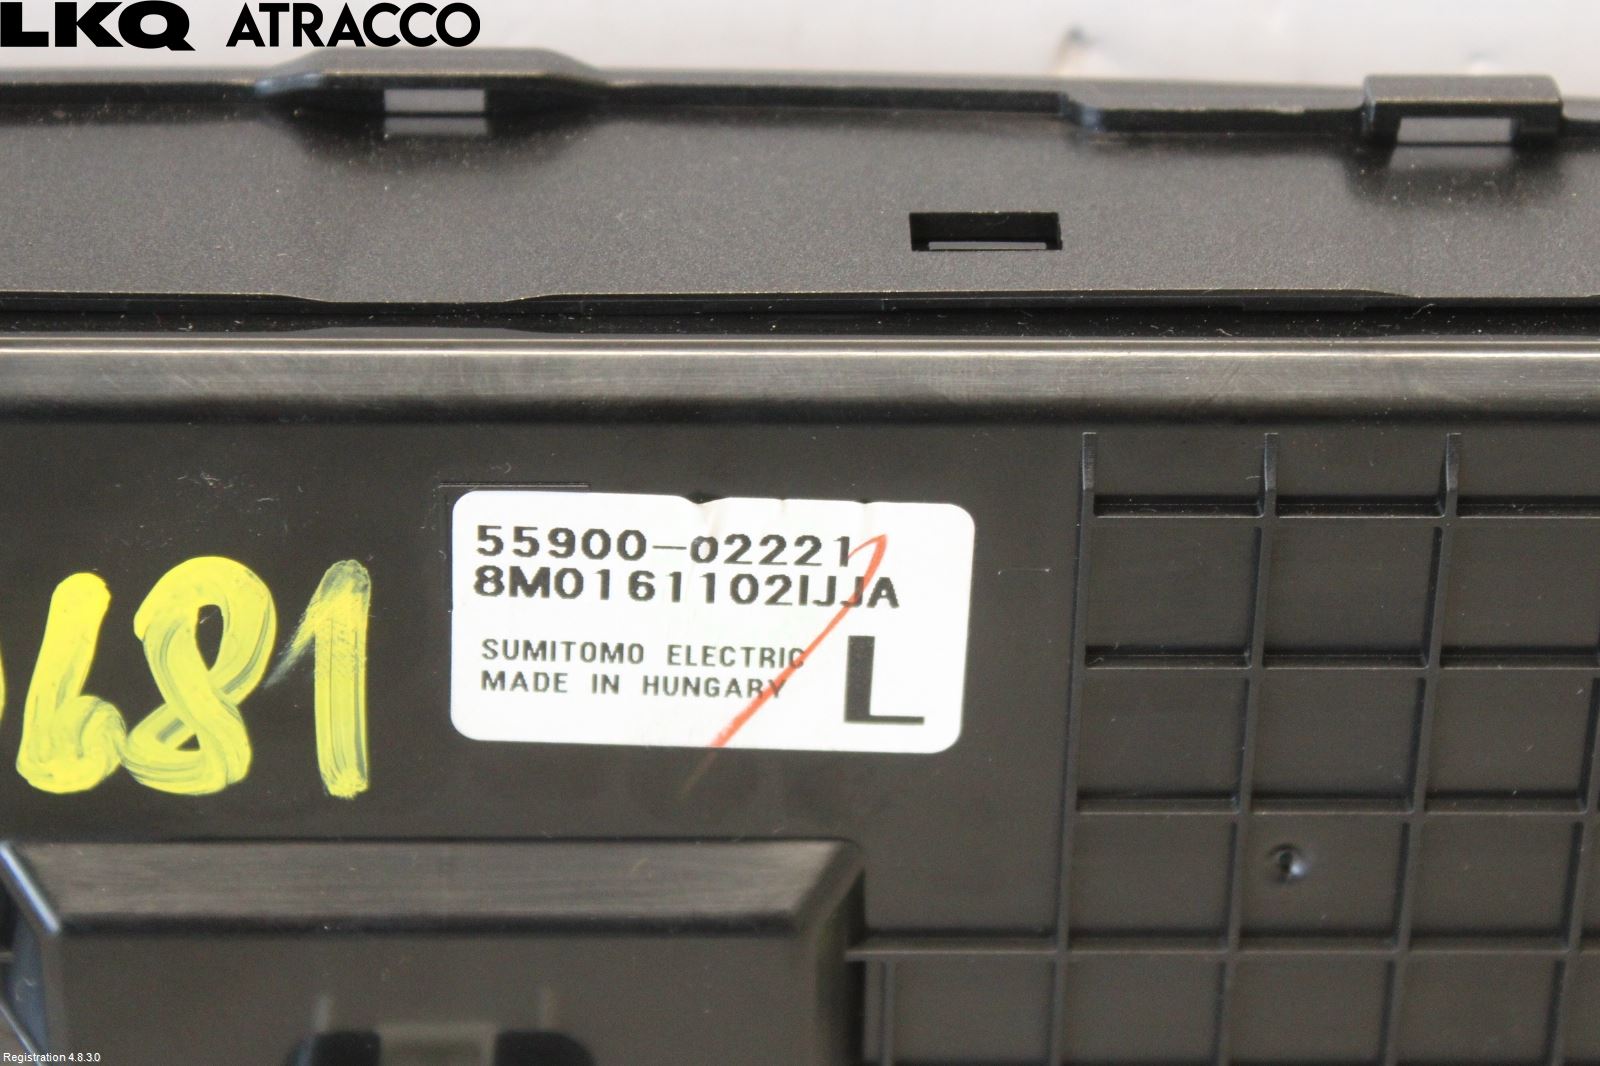 LKQ ATRACCO
55900-02221
8M0161102IJJA
SUMITOMO ELECTRIC
MADE IN HUNGARY
L
681
Registration 4.8.3.0